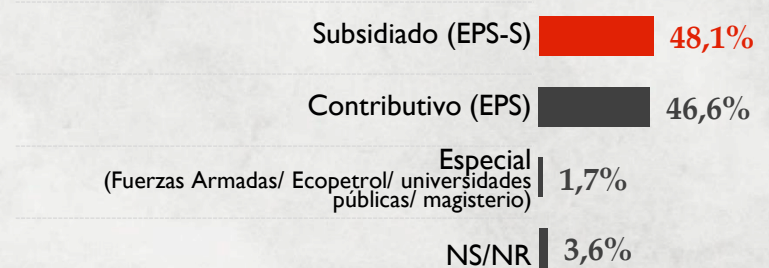 Subsidiado (EPS-S) 48,1%
Contributivo (EPS) 46,6%
Especial
(Fuerzas Armadas/ Ecopetrol/ universidades
públicas/ magisterio) 1,7%
NS/NR 3,6%